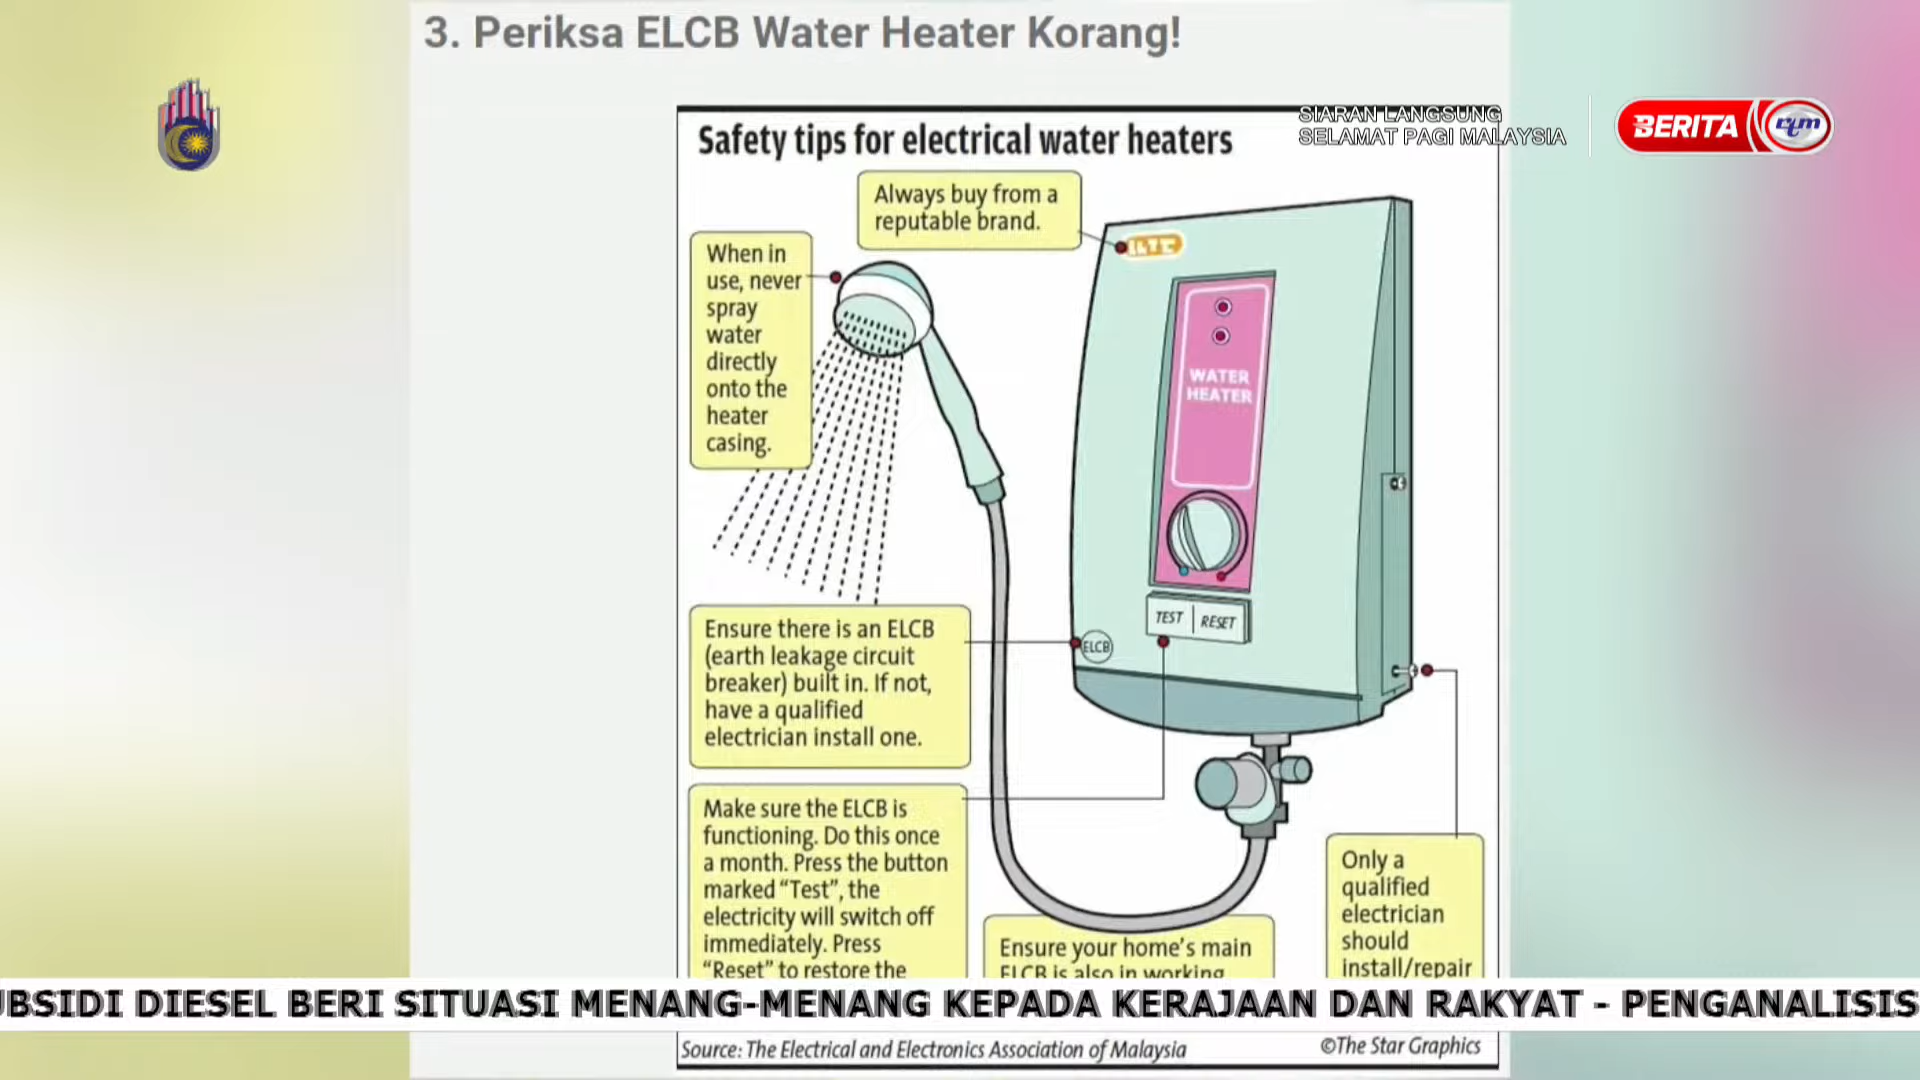 3. Periksa ELCB Water Heater Korang!
SIARAN LANGSUNG
SELAMAT PAGI MALAYSIA
BERITA rtm
Safety tips for electrical water heaters
Always buy from a
reputable brand.
When in
use, never
spray
water
directly
onto the
heater
casing.
WATER
HEATER
TEST RESET
ELCB
Ensure there is an ELCB
(earth leakage circuit
breaker) built in. If not,
have a qualified
electrician install one.
Make sure the ELCB is
functioning. Do this once
a month. Press the button
marked “Test”, the
electricity will switch off
immediately. Press
“Reset” to restore the
Ensure your home’s main
ELCB is also in working
Only a
qualified
electrician
should
install/repair
UBSIDI DIESEL BERI SITUASI MENANG-MENANG KEPADA KERAJAAN DAN RAKYAT - PENGANALISIS
Source: The Electrical and Electronics Association of Malaysia
©The Star Graphics